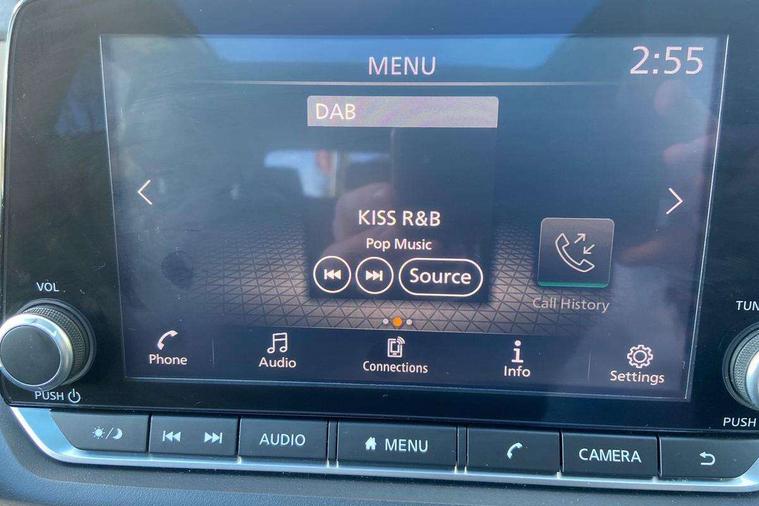 MENU
2:55
DAB
KISS R&B
Pop Music
Source
Call History
VOL
TUN
Phone
Audio
Connections
Info
Settings
PUSH
PUSH
AUDIO
MENU
CAMERA